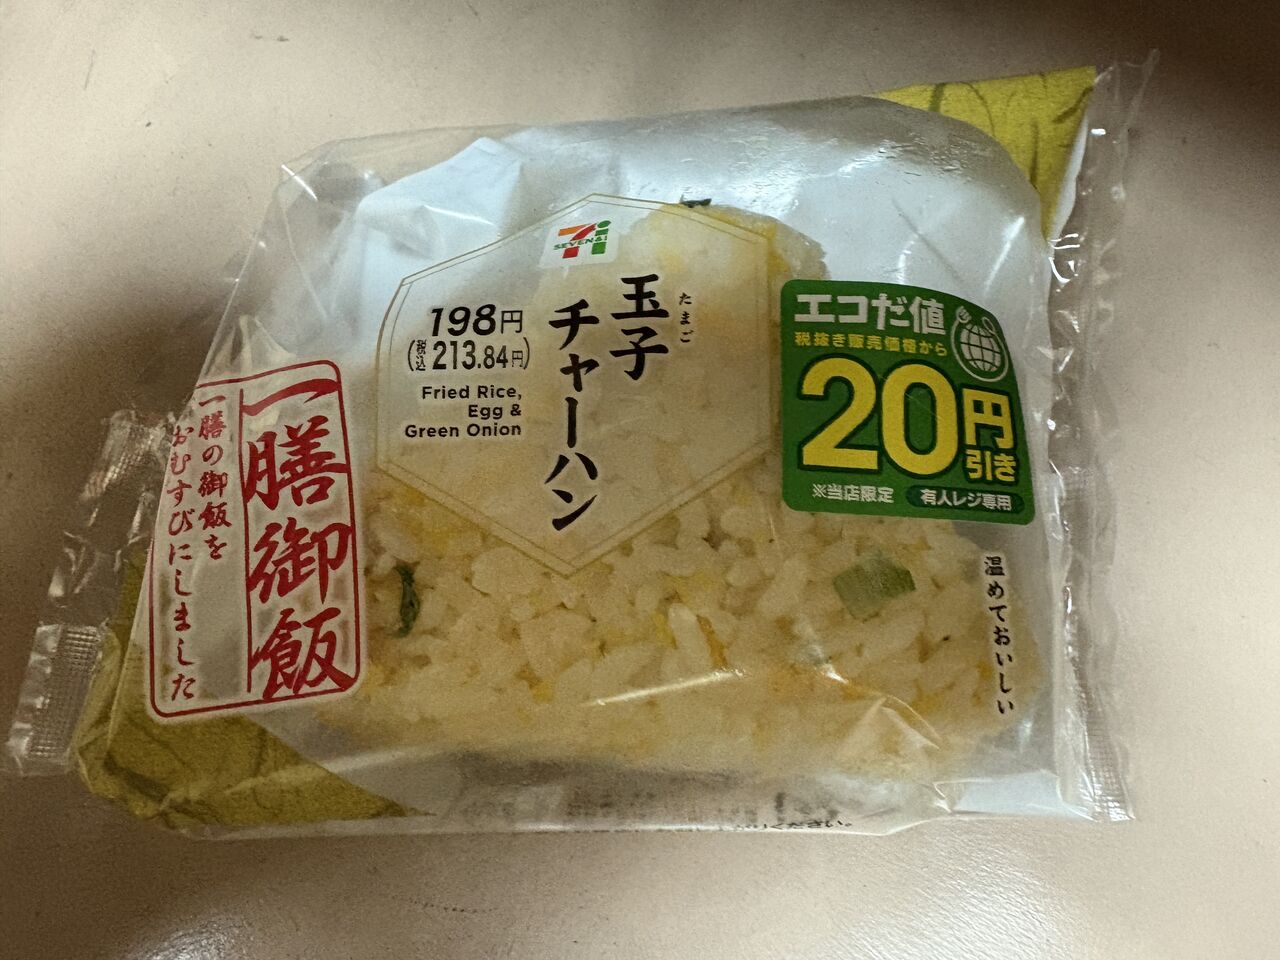 SEVEN&i
たまご
玉子
チャーハン
198円
(税込213.84円)
Fried Rice,
Egg &
Green Onion
エコだ値
税抜き販売価格から
20円引き
※当店限定 有人レジ専用
一膳御飯
一膳の御飯を
おむすびにしました
温めておいしい
ください。